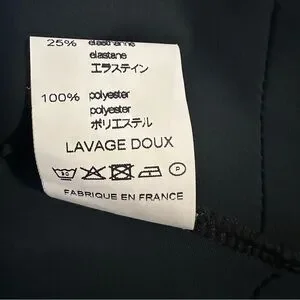 25% elasthanne
elastane
エラステイン
100% polyester
polyester
ポリエステル
LAVAGE DOUX
P
FABRIQUE EN FRANCE